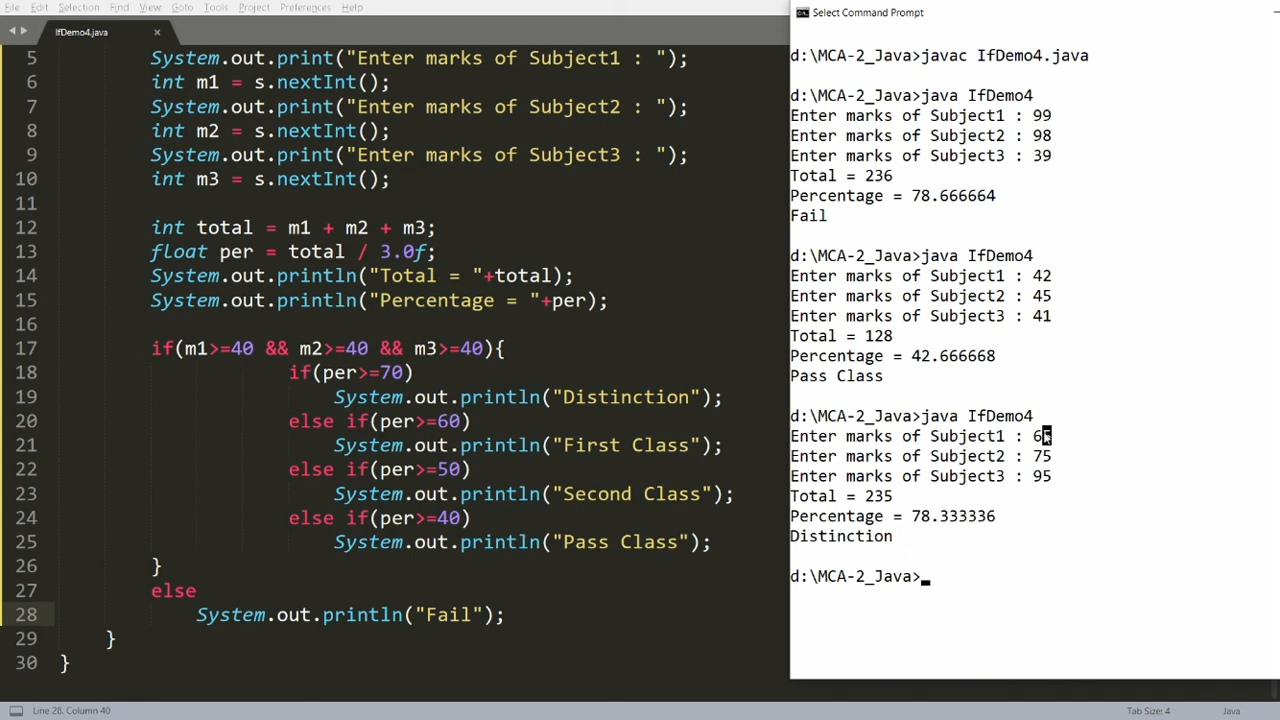 File Edit Selection Find View Goto Tools Project Preferences Help
IfDemo4.java
5 System.out.print("Enter marks of Subject1 : ");
6 int m1 = s.nextInt();
7 System.out.print("Enter marks of Subject2 : ");
8 int m2 = s.nextInt();
9 System.out.print("Enter marks of Subject3 : ");
10 int m3 = s.nextInt();
11
12 int total = m1 + m2 + m3;
13 float per = total / 3.0f;
14 System.out.println("Total = "+total);
15 System.out.println("Percentage = "+per);
16
17 if(m1>=40 && m2>=40 && m3>=40){
18 if(per>=70)
19 System.out.println("Distinction");
20 else if(per>=60)
21 System.out.println("First Class");
22 else if(per>=50)
23 System.out.println("Second Class");
24 else if(per>=40)
25 System.out.println("Pass Class");
26 }
27 else
28 System.out.println("Fail");
29 }
30 }
Line 28, Column 40
Tab Size: 4
Java
Select Command Prompt
d:\MCA-2_Java>javac IfDemo4.java
d:\MCA-2_Java>java IfDemo4
Enter marks of Subject1 : 99
Enter marks of Subject2 : 98
Enter marks of Subject3 : 39
Total = 236
Percentage = 78.666664
Fail
d:\MCA-2_Java>java IfDemo4
Enter marks of Subject1 : 42
Enter marks of Subject2 : 45
Enter marks of Subject3 : 41
Total = 128
Percentage = 42.666668
Pass Class
d:\MCA-2_Java>java IfDemo4
Enter marks of Subject1 :
Enter marks of Subject2 : 75
Enter marks of Subject3 : 95
Total = 235
Percentage = 78.333336
Distinction
d:\MCA-2_Java>